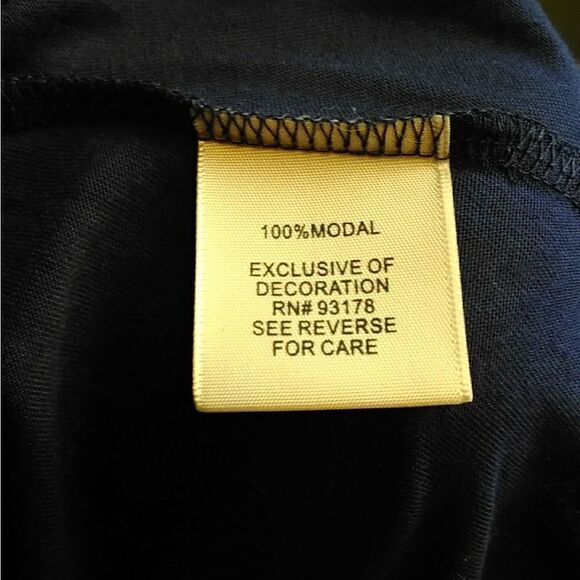 100%MODAL
EXCLUSIVE OF
DECORATION
RN# 93178
SEE REVERSE
FOR CARE